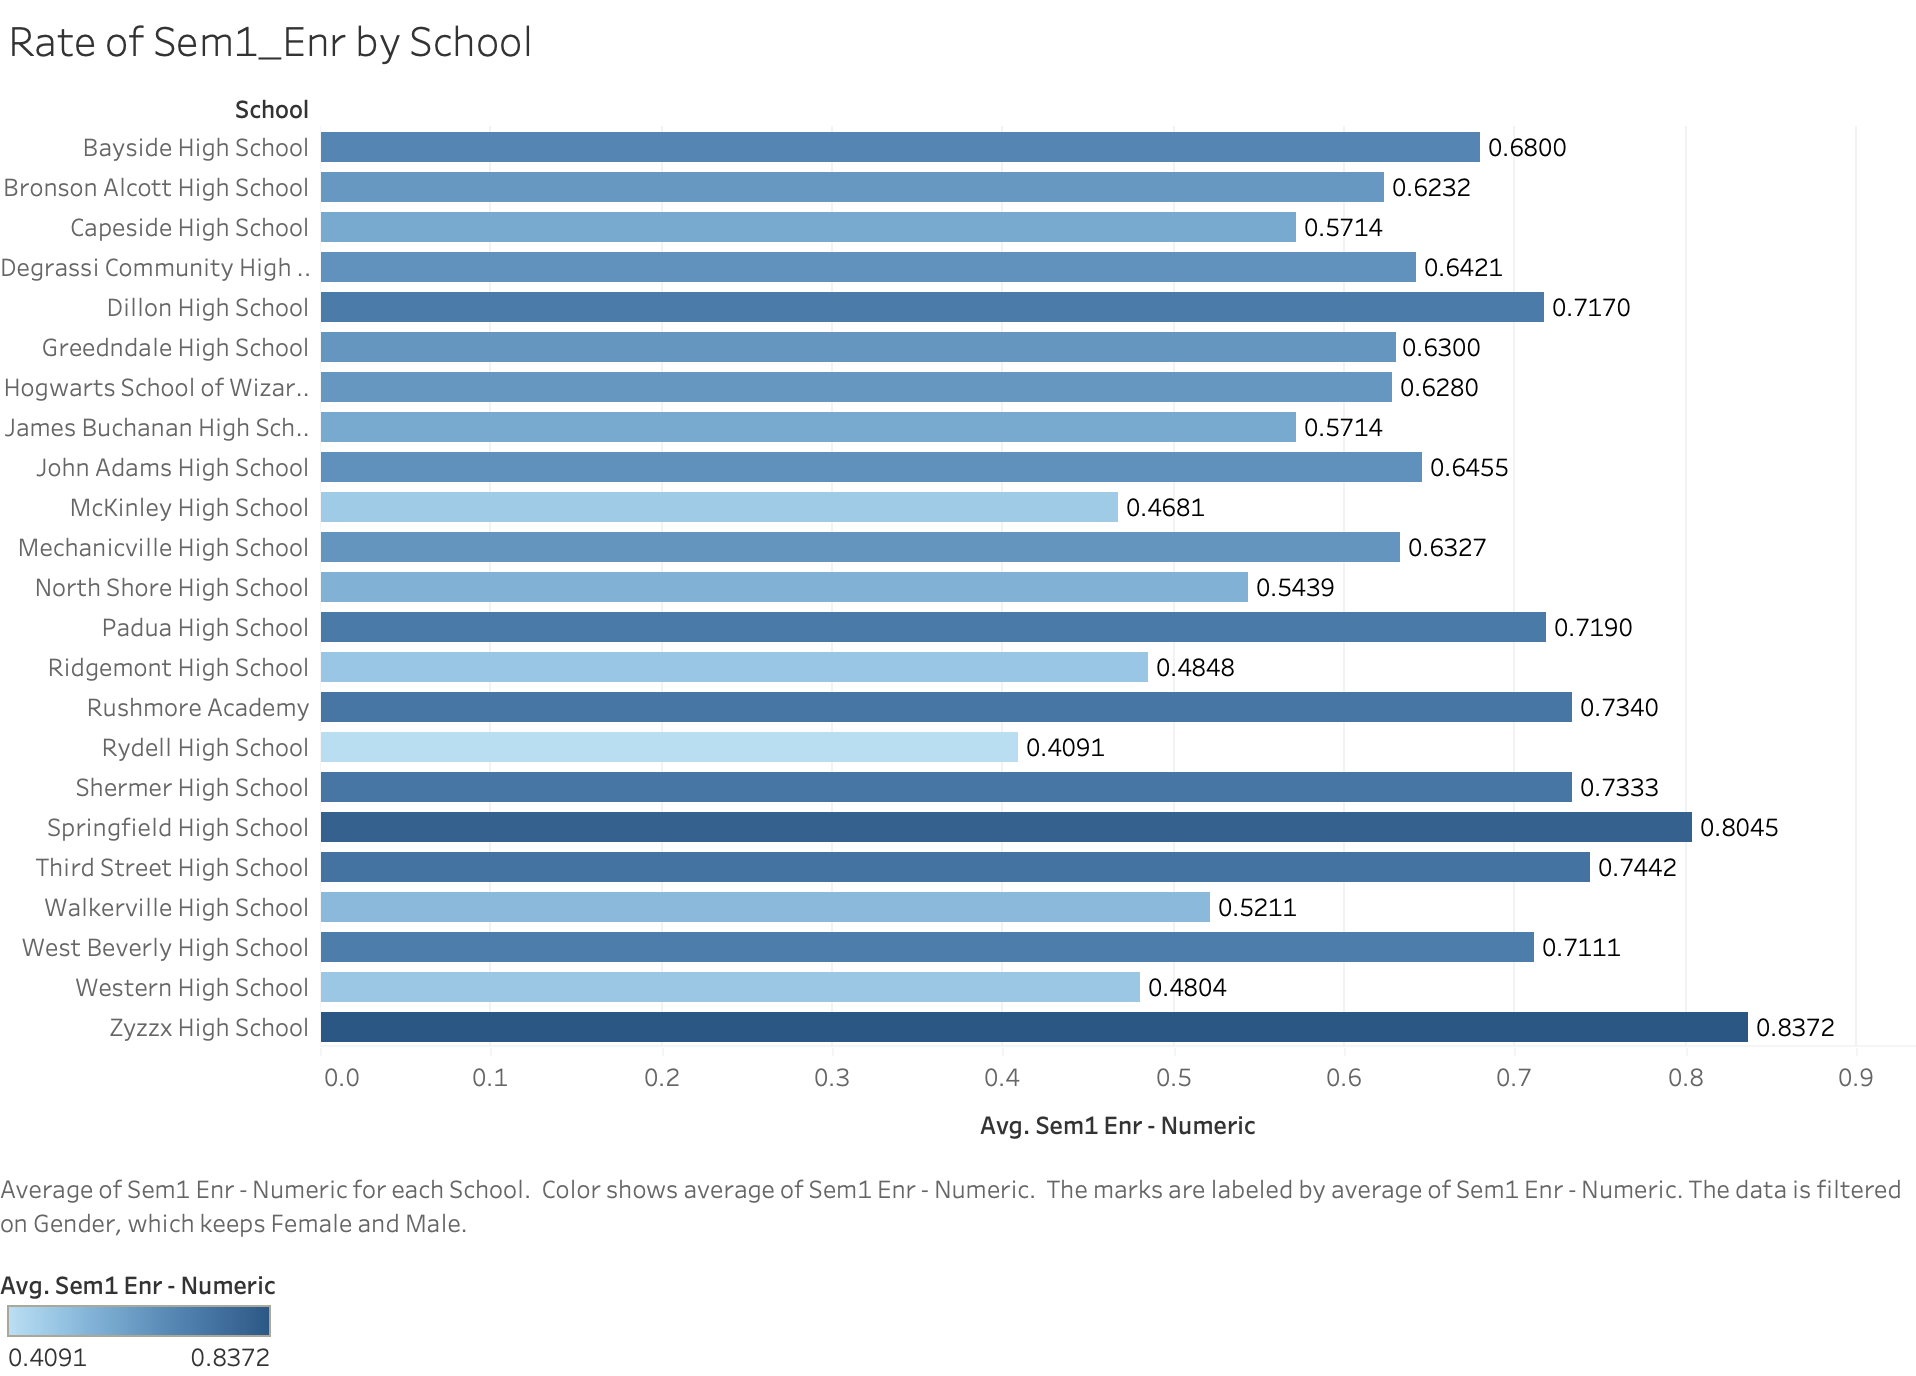 Rate of Sem1_Enr by School
School
Bayside High School 0.6800
Bronson Alcott High School 0.6232
Capeside High School 0.5714
Degrassi Community High .. 0.6421
Dillon High School 0.7170
Greedndale High School 0.6300
Hogwarts School of Wizar.. 0.6280
James Buchanan High Sch.. 0.5714
John Adams High School 0.6455
McKinley High School 0.4681
Mechanicville High School 0.6327
North Shore High School 0.5439
Padua High School 0.7190
Ridgemont High School 0.4848
Rushmore Academy 0.7340
Rydell High School 0.4091
Shermer High School 0.7333
Springfield High School 0.8045
Third Street High School 0.7442
Walkerville High School 0.5211
West Beverly High School 0.7111
Western High School 0.4804
Zyzzx High School 0.8372
0.0 0.1 0.2 0.3 0.4 0.5 0.6 0.7 0.8 0.9
Avg. Sem1 Enr - Numeric
Average of Sem1 Enr - Numeric for each School.  Color shows average of Sem1 Enr - Numeric.  The marks are labeled by average of Sem1 Enr - Numeric. The data is filtered
on Gender, which keeps Female and Male.
Avg. Sem1 Enr - Numeric
0.4091 0.8372